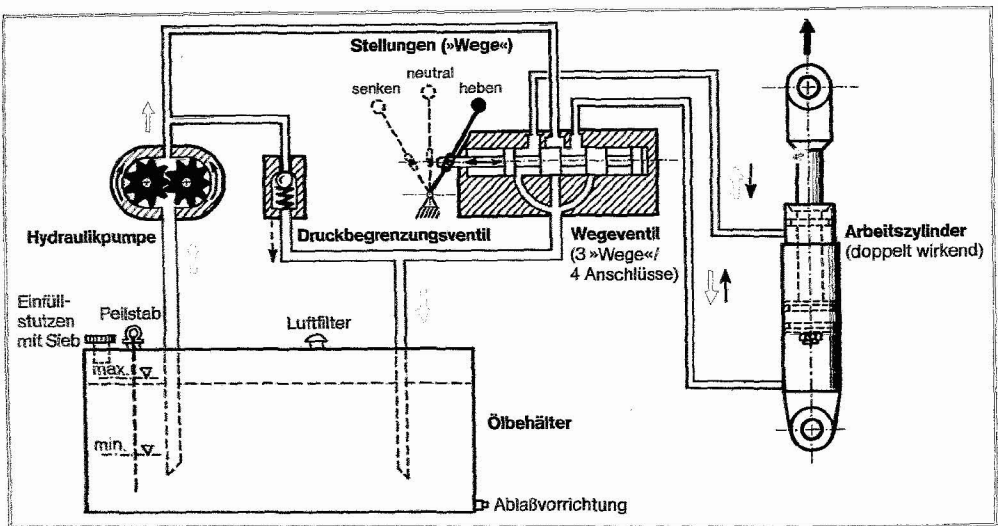 Stellungen (»Wege«)
neutral
senken
heben
Hydraulikpumpe
Druckbegrenzungsventil
Wegeventil
(3 »Wege«/
4 Anschlüsse)
Arbeitszylinder
(doppelt wirkend)
Einfüll-
stutzen
mit Sieb
Peilstab
Luftfilter
max.
min.
Ölbehälter
Ablaßvorrichtung